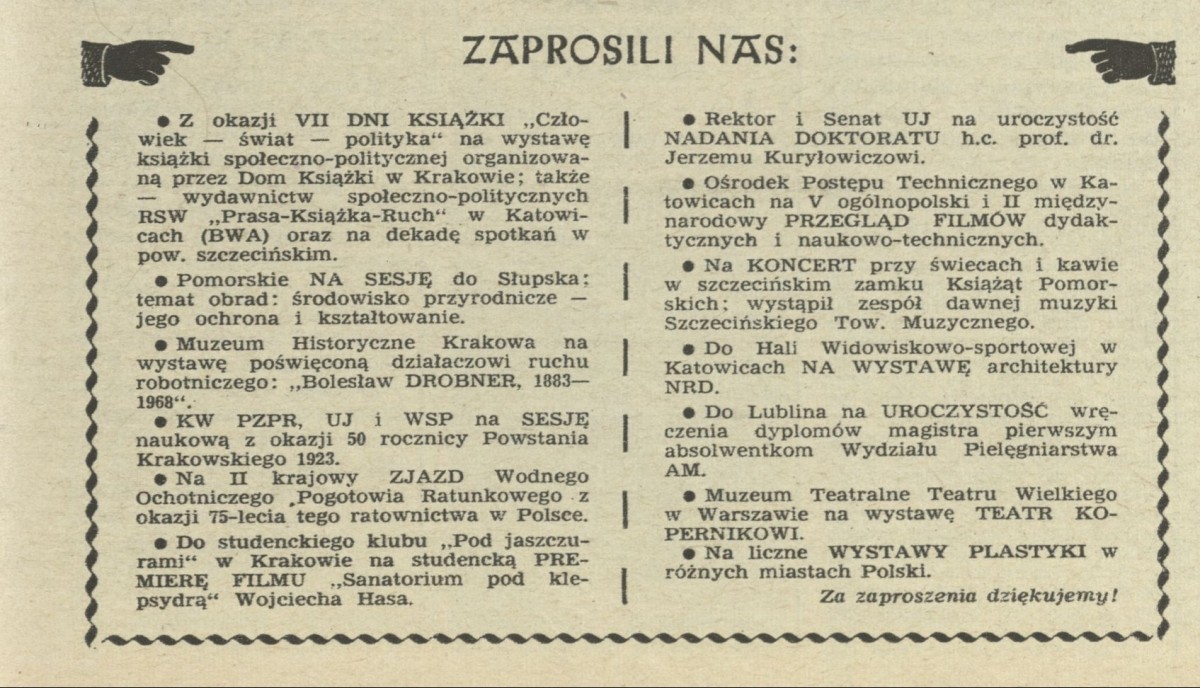 ZAPROSILI NAS:
● Z okazji VII DNI KSIĄŻKI „Czło-
wiek — świat — polityka" na wystawę
książki społeczno-politycznej organizowa-
ną przez Dom Książki w Krakowie; także
— wydawnictw społeczno-politycznych
RSW „Prasa-Książka-Ruch" w Katowi-
cach (BWA) oraz na dekadę spotkań w
pow. szczecińskim.
● Pomorskie NA SESJĘ do Słupska;
temat obrad: środowisko przyrodnicze —
jego ochrona i kształtowanie.
● Muzeum Historyczne Krakowa na
wystawę poświęconą działaczowi ruchu
robotniczego: „Bolesław DROBNER, 1883—
1968".
● KW PZPR, UJ i WSP na SESJĘ
naukową z okazji 50 rocznicy Powstania
Krakowskiego 1923.
● Na II krajowy ZJAZD Wodnego
Ochotniczego Pogotowia Ratunkowego z
okazji 75-lecia tego ratownictwa w Polsce.
● Do studenckiego klubu „Pod jaszczu-
rami" w Krakowie na studencką PRE-
MIERĘ FILMU „Sanatorium pod kle-
psydrą" Wojciecha Hasa.
● Rektor i Senat UJ na uroczystość
NADANIA DOKTORATU h.c. prof. dr.
Jerzemu Kuryłowiczowi.
● Ośrodek Postępu Technicznego w Ka-
towicach na V ogólnopolski i II między-
narodowy PRZEGLĄD FILMÓW dydak-
tycznych i naukowo-technicznych.
● Na KONCERT przy świecach i kawie
w szczecińskim zamku Książąt Pomor-
skich; wystąpił zespół dawnej muzyki
Szczecińskiego Tow. Muzycznego.
● Do Hali Widowiskowo-sportowej w
Katowicach NA WYSTAWĘ architektury
NRD.
● Do Lublina na UROCZYSTOŚĆ wrę-
czenia dyplomów magistra pierwszym
absolwentkom Wydziału Pielęgniarstwa
AM.
● Muzeum Teatralne Teatru Wielkiego
w Warszawie na wystawę TEATR KO-
PERNIKOWI.
● Na liczne WYSTAWY PLASTYKI w
różnych miastach Polski.
Za zaproszenia dziękujemy!